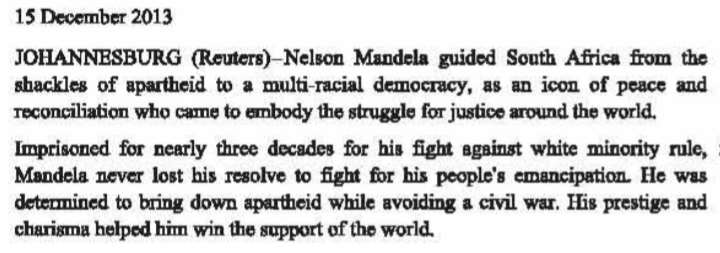 15 December 2013
JOHANNESBURG (Reuters)–Nelson Mandela guided South Africa from the
shackles of apartheid to a multi-racial democracy, as an icon of peace and
reconciliation who came to embody the struggle for justice around the world.
Imprisoned for nearly three decades for his fight against white minority rule,
Mandela never lost his resolve to fight for his people's emancipation. He was
determined to bring down apartheid while avoiding a civil war. His prestige and
charisma helped him win the support of the world.